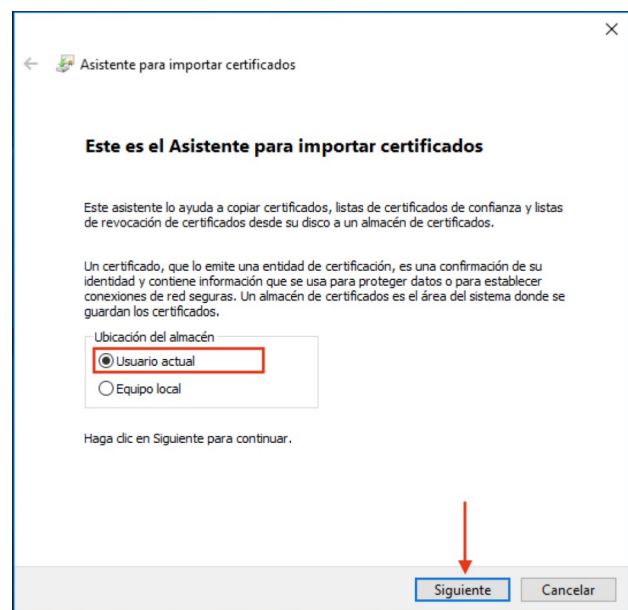 Asistente para importar certificados
Este es el Asistente para importar certificados
Este asistente lo ayuda a copiar certificados, listas de certificados de confianza y listas
de revocación de certificados desde su disco a un almacén de certificados.
Un certificado, que lo emite una entidad de certificación, es una confirmación de su
identidad y contiene información que se usa para proteger datos o para establecer
conexiones de red seguras. Un almacén de certificados es el área del sistema donde se
guardan los certificados.
Ubicación del almacén
Usuario actual
Equipo local
Haga clic en Siguiente para continuar.
Siguiente
Cancelar